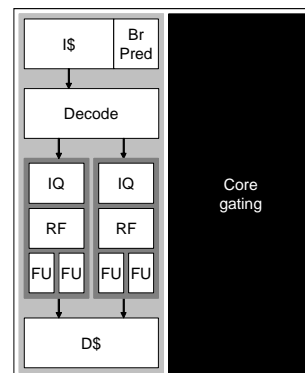 I$
Br
Pred
Decode
IQ
IQ
RF
RF
FU
FU
FU
FU
D$
Core
gating